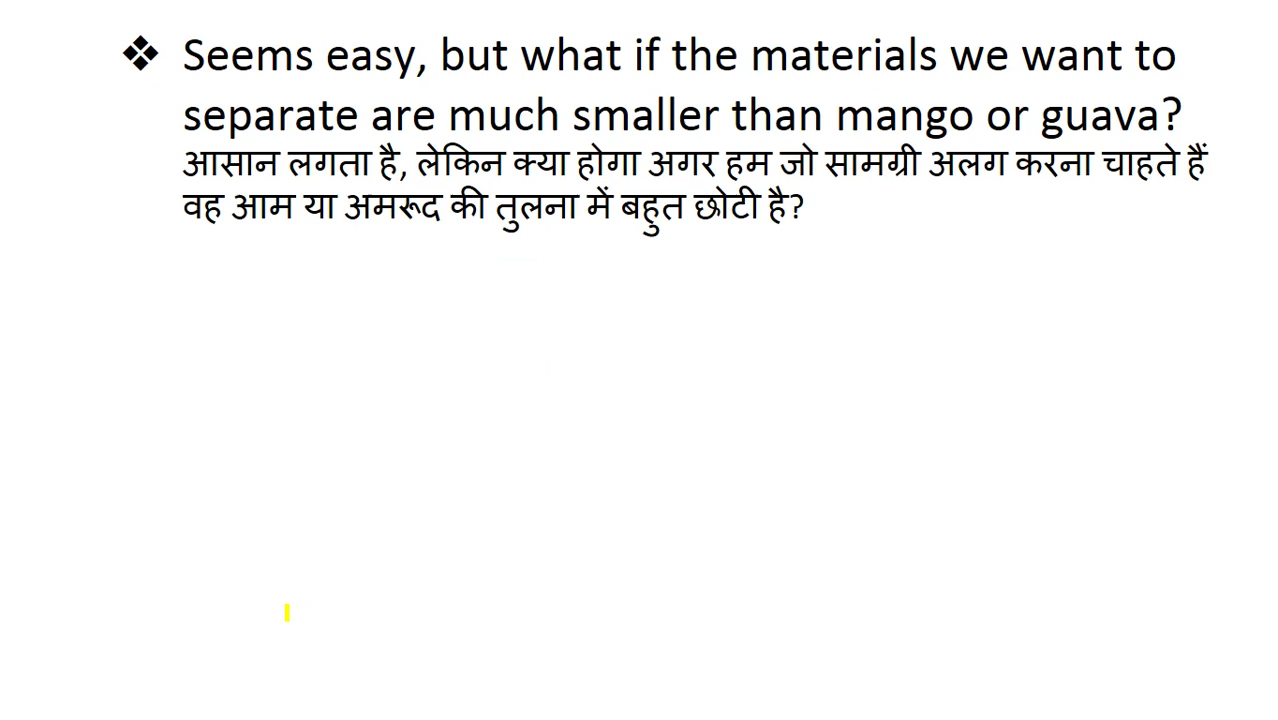 ❖ Seems easy, but what if the materials we want to
separate are much smaller than mango or guava?
आसान लगता है, लेकिन क्या होगा अगर हम जो सामग्री अलग करना चाहते हैं
वह आम या अमरूद की तुलना में बहुत छोटी है?